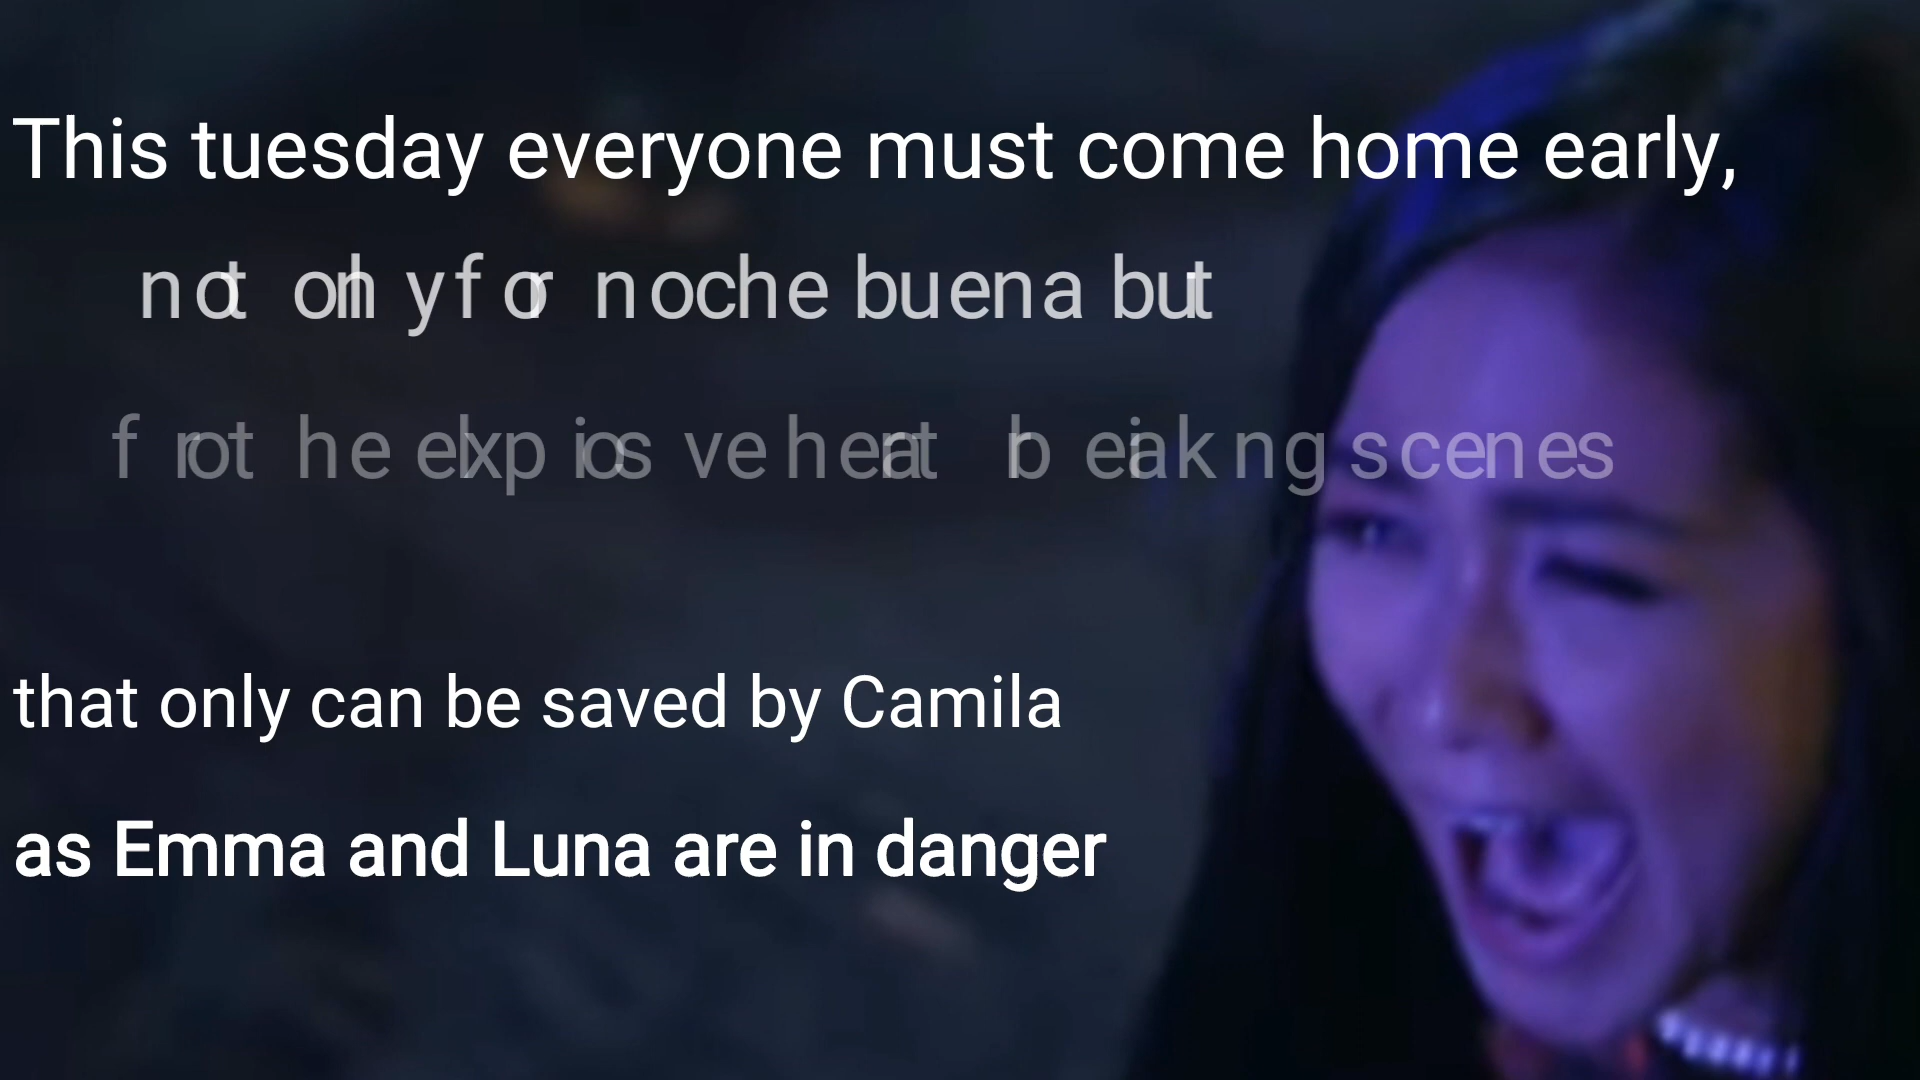 This tuesday everyone must come home early,
not only for noche buena but
for the explosive heart breaking scenes
that only can be saved by Camila
as Emma and Luna are in danger